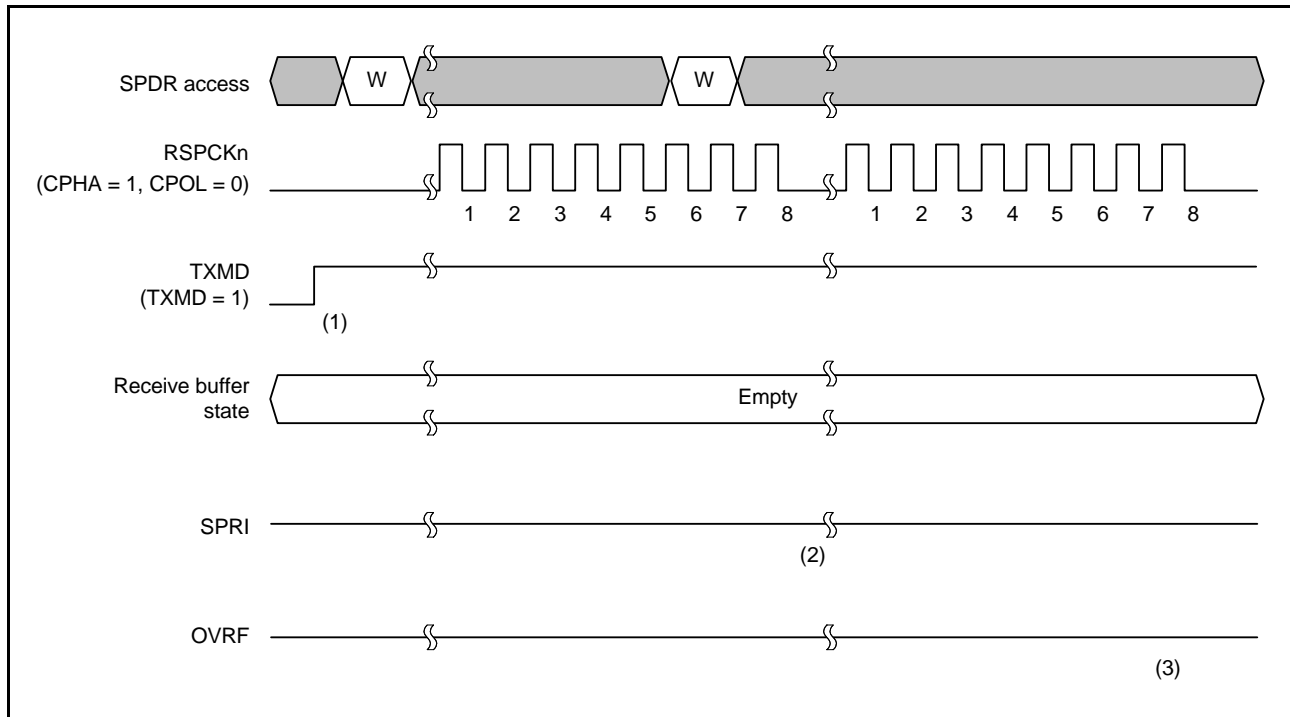 SPDR access
W
W
RSPCKn
(CPHA = 1, CPOL = 0)
1 2 3 4 5 6 7 8 1 2 3 4 5 6 7 8
TXMD
(TXMD = 1)
(1)
Receive buffer
state
Empty
SPRI
(2)
OVRF
(3)